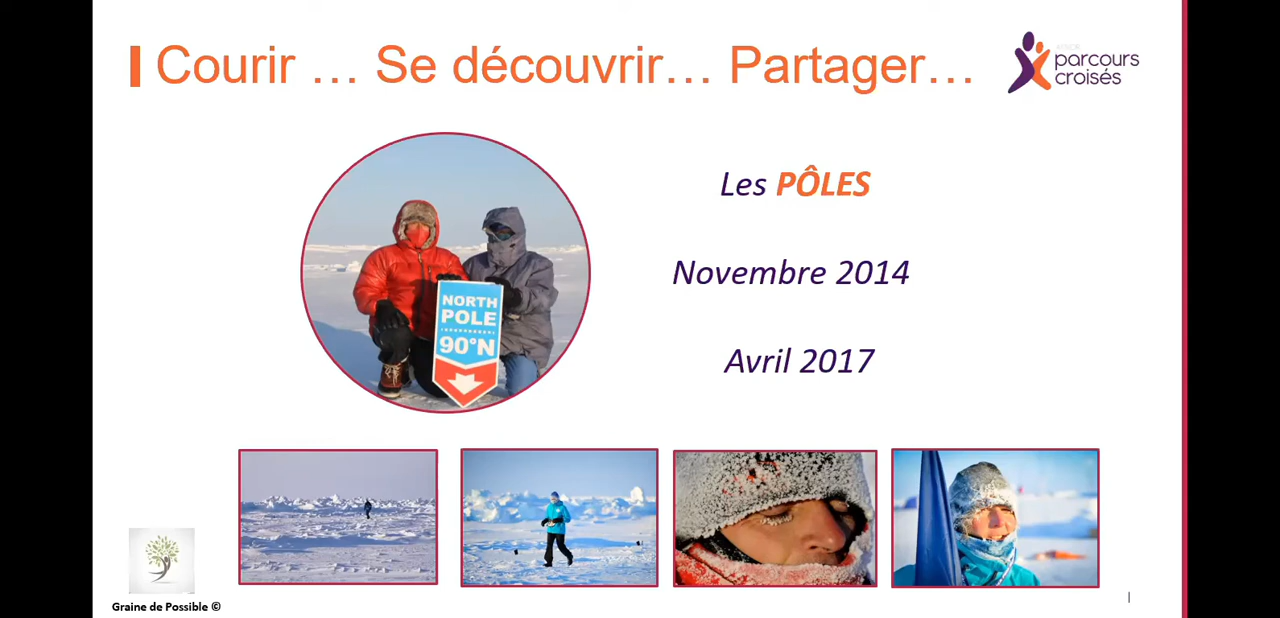 Courir … Se découvrir… Partager…
parcours
croisés
Les PÔLES
Novembre 2014
Avril 2017
NORTH
POLE
90°N
Graine de Possible ©